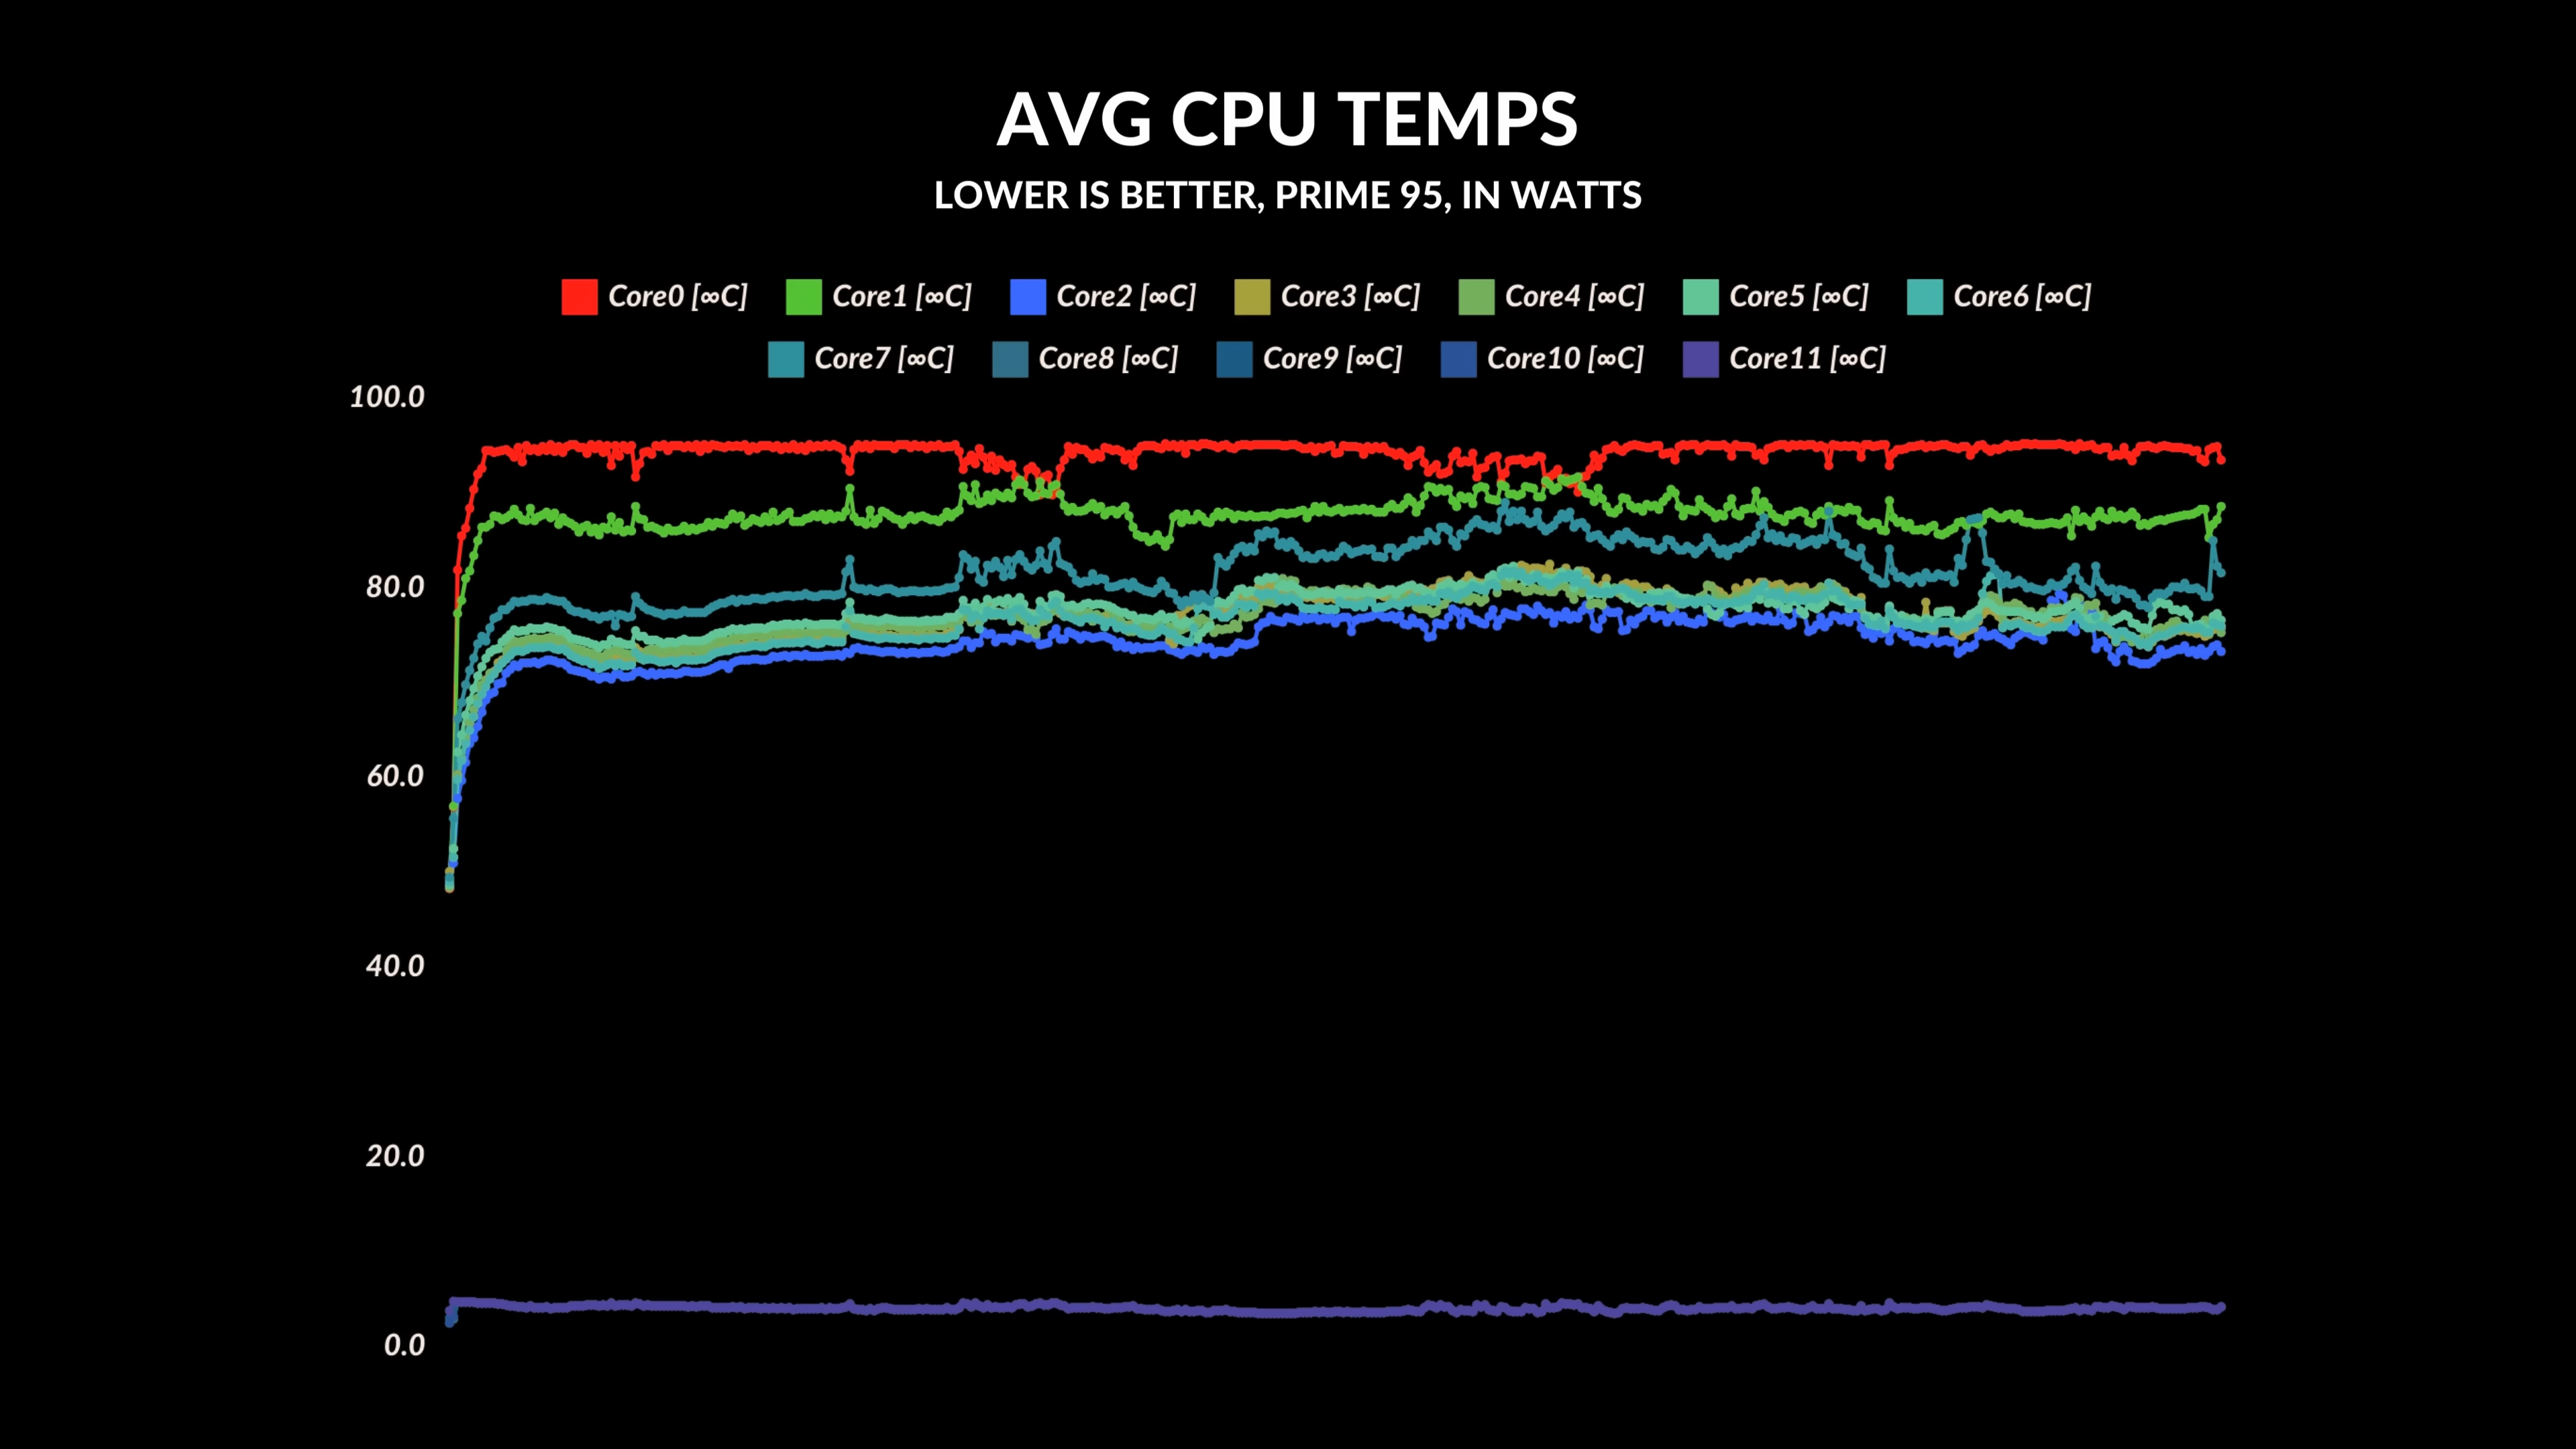 AVG CPU TEMPS
LOWER IS BETTER, PRIME 95, IN WATTS
Core0 [∞C] Core1 [∞C] Core2 [∞C] Core3 [∞C] Core4 [∞C] Core5 [∞C] Core6 [∞C]
Core7 [∞C] Core8 [∞C] Core9 [∞C] Core10 [∞C] Core11 [∞C]
100.0
80.0
60.0
40.0
20.0
0.0